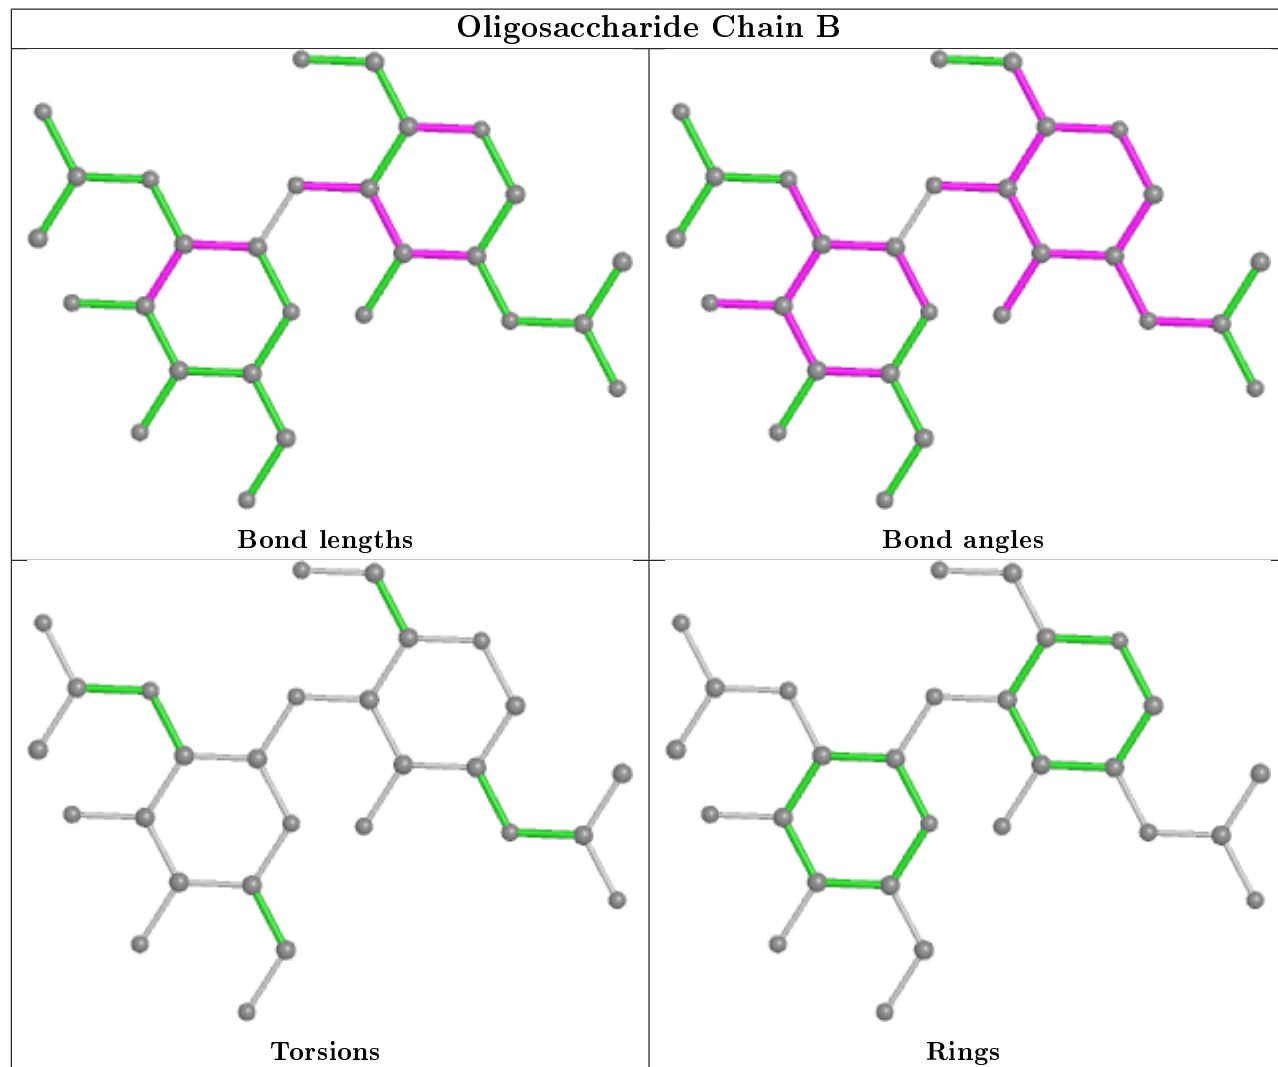 Oligosaccharide Chain B
Bond lengths
Bond angles
Torsions
Rings